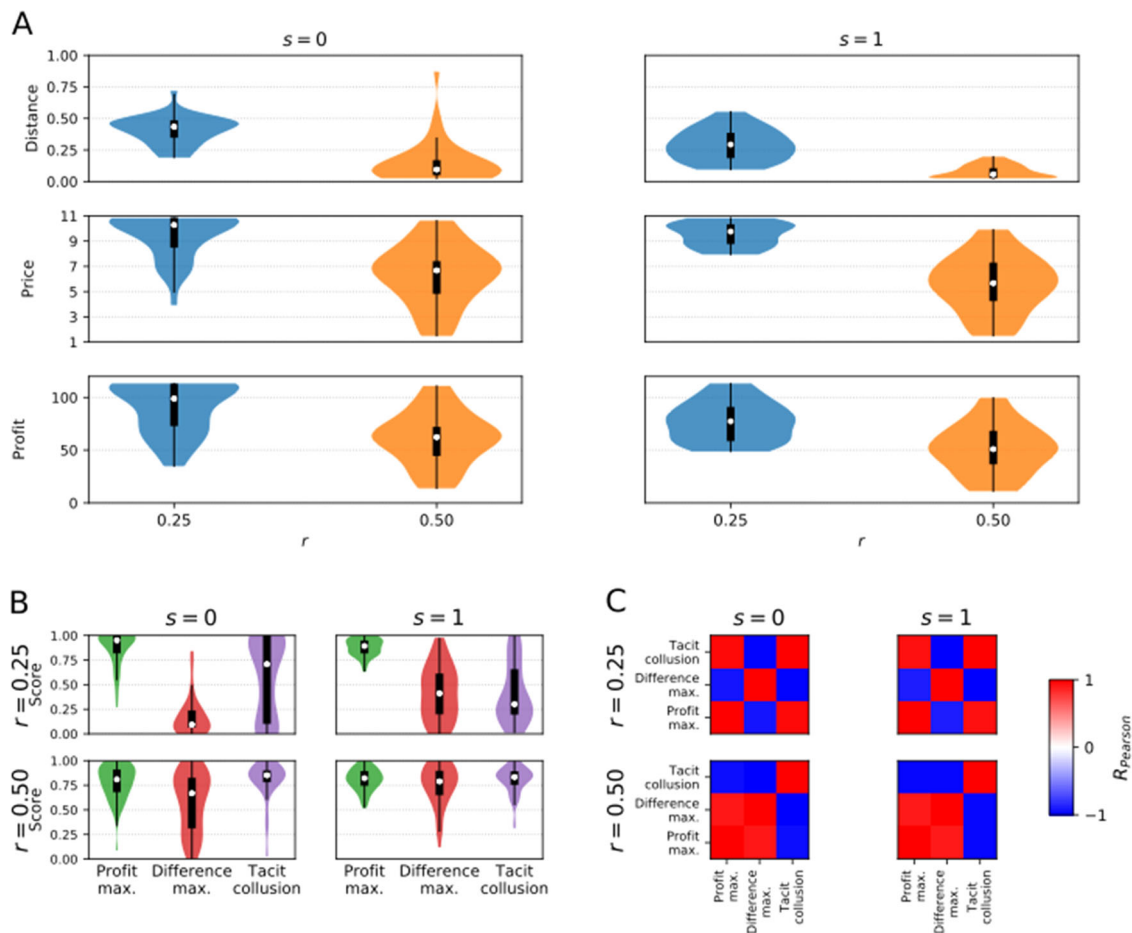 A
s = 0
s = 1
Distance
1.00
0.75
0.50
0.25
0.00
Price
11
9
7
5
3
1
Profit
100
50
0
0.25
0.50
0.25
0.50
r
r
B
s = 0
s = 1
r = 0.25
Score
1.00
0.75
0.50
0.25
0.00
r = 0.50
Score
1.00
0.75
0.50
0.25
0.00
Profit
max.
Difference
max.
Tacit
collusion
Profit
max.
Difference
max.
Tacit
collusion
C
s = 0
s = 1
r = 0.25
Tacit
collusion
Difference
max.
Profit
max.
r = 0.50
Tacit
collusion
Difference
max.
Profit
max.
Profit
max.
Difference
max.
Tacit
collusion
Profit
max.
Difference
max.
Tacit
collusion
1
0
−1
R_Pearson